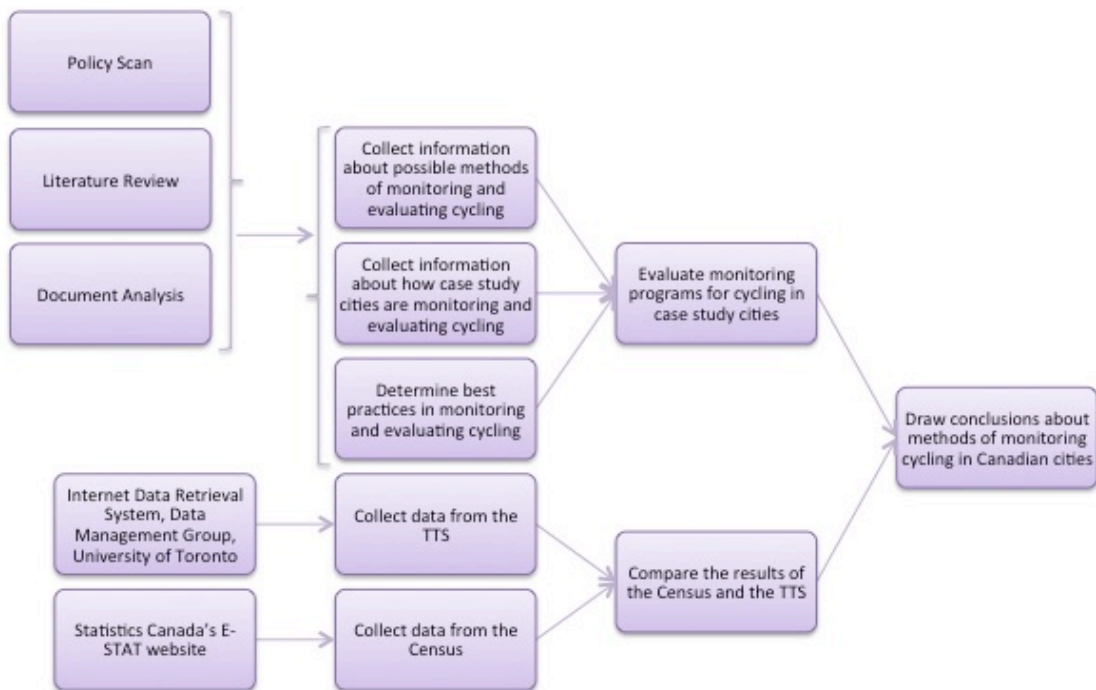 Policy Scan
Literature Review
Document Analysis
Collect information
about possible methods
of monitoring and
evaluating cycling
Collect information
about how case study
cities are monitoring and
evaluating cycling
Determine best
practices in monitoring
and evaluating cycling
Evaluate monitoring
programs for cycling in
case study cities
Draw conclusions about
methods of monitoring
cycling in Canadian cities
Internet Data Retrieval
System, Data
Management Group,
University of Toronto
Collect data from the
TTS
Compare the results of
the Census and the TTS
Statistics Canada's E-
STAT website
Collect data from the
Census